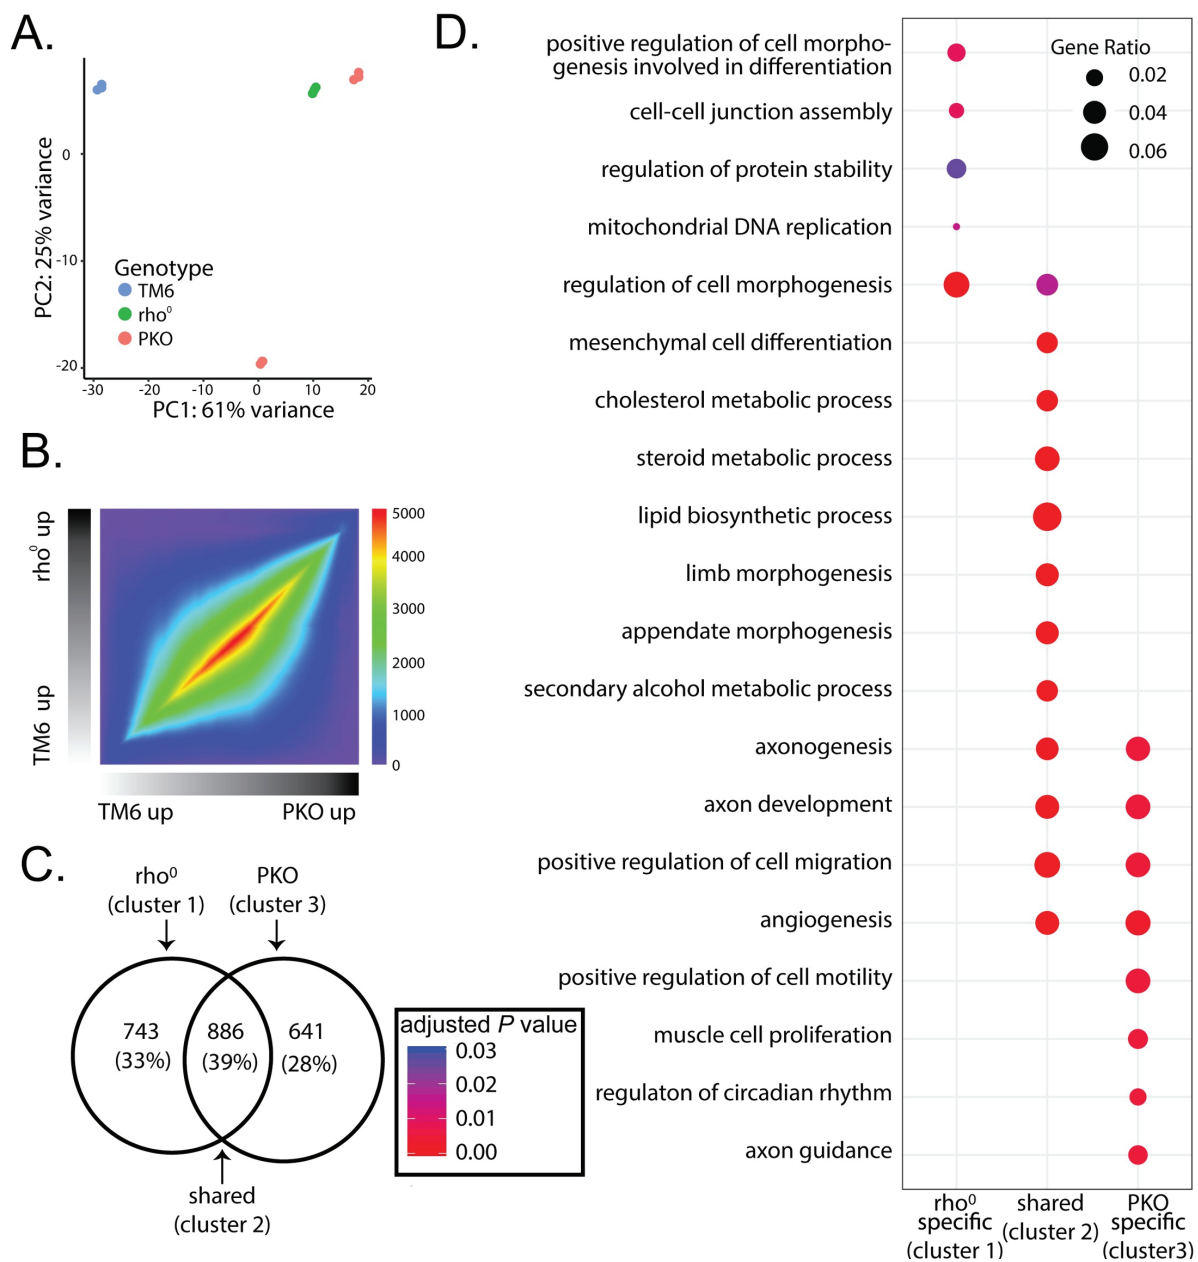 A.
0
-10
-20
PC2: 25% variance
Genotype
TM6
rho⁰
PKO
-30 -20 -10 0 10 20
PC1: 61% variance
B.
rho⁰ up
TM6 up
5000
4000
3000
2000
1000
0
TM6 up PKO up
C.
rho⁰
(cluster 1)
PKO
(cluster 3)
743
(33%)
886
(39%)
641
(28%)
shared
(cluster 2)
adjusted P value
0.03
0.02
0.01
0.00
D.
positive regulation of cell morpho-
genesis involved in differentiation
cell-cell junction assembly
regulation of protein stability
mitochondrial DNA replication
regulation of cell morphogenesis
mesenchymal cell differentiation
cholesterol metabolic process
steroid metabolic process
lipid biosynthetic process
limb morphogenesis
appendate morphogenesis
secondary alcohol metabolic process
axonogenesis
axon development
positive regulation of cell migration
angiogenesis
positive regulation of cell motility
muscle cell proliferation
regulaton of circadian rhythm
axon guidance
Gene Ratio
0.02
0.04
0.06
rho⁰
specific
(cluster 1)
shared
(cluster 2)
PKO
specific
(cluster3)